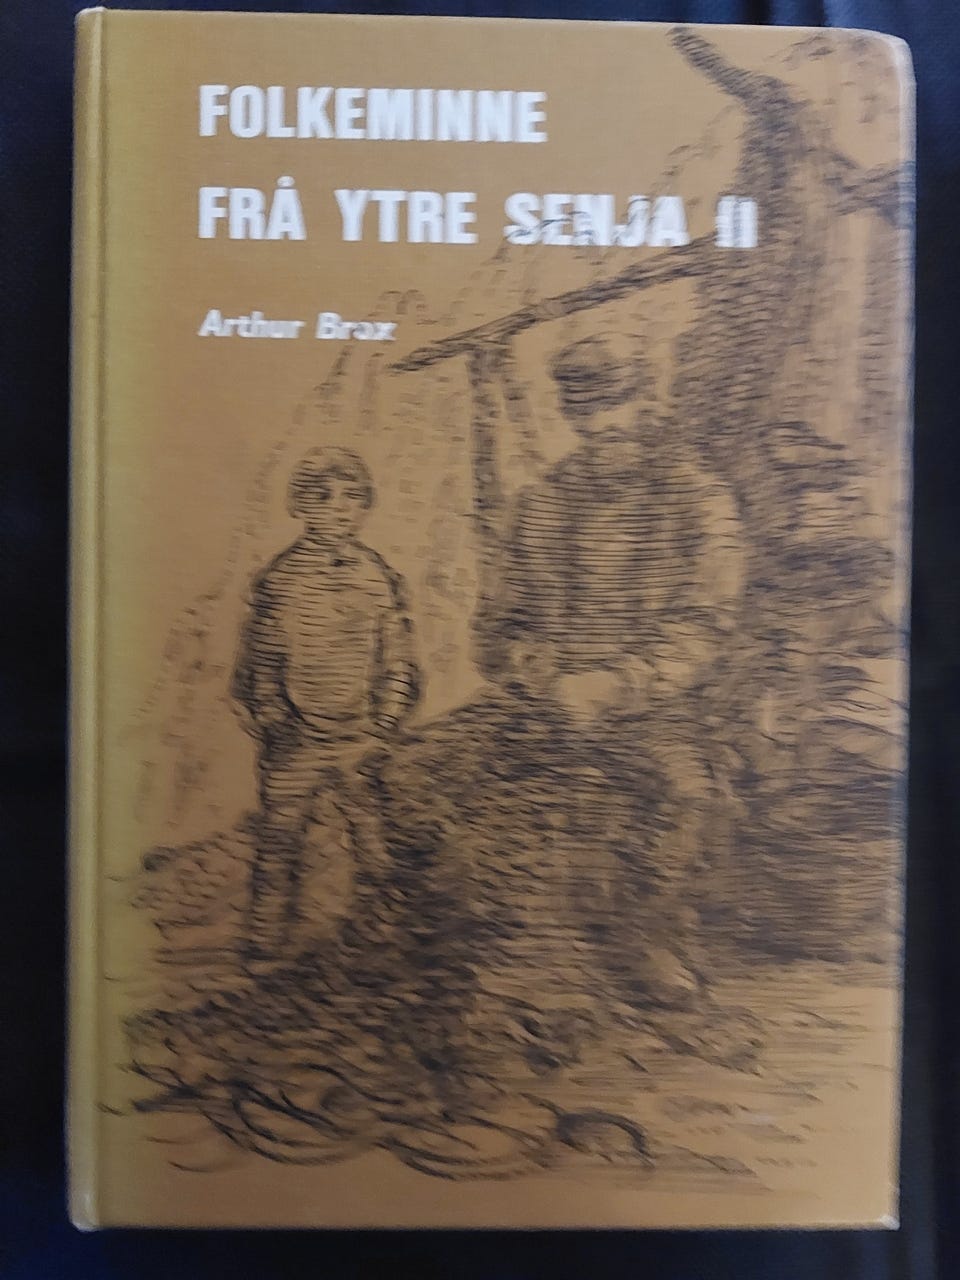 FOLKEMINNE
FRÅ YTRE SENJA II
Arthur Brox